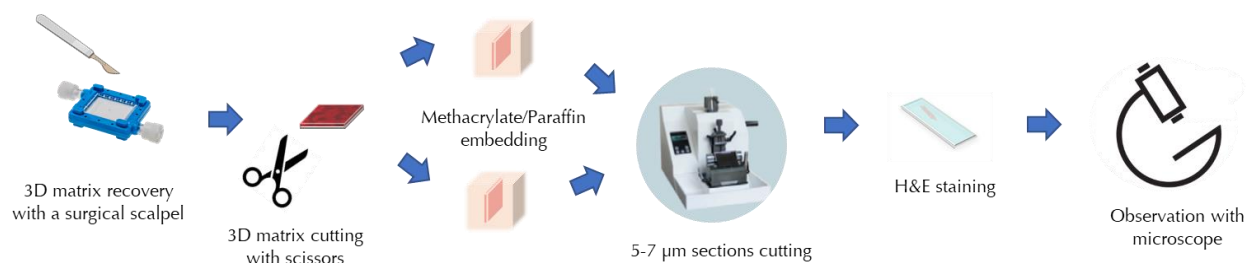 3D matrix recovery
with a surgical scalpel
3D matrix cutting
with scissors
Methacrylate/Paraffin
embedding
5-7 µm sections cutting
H&E staining
Observation with
microscope